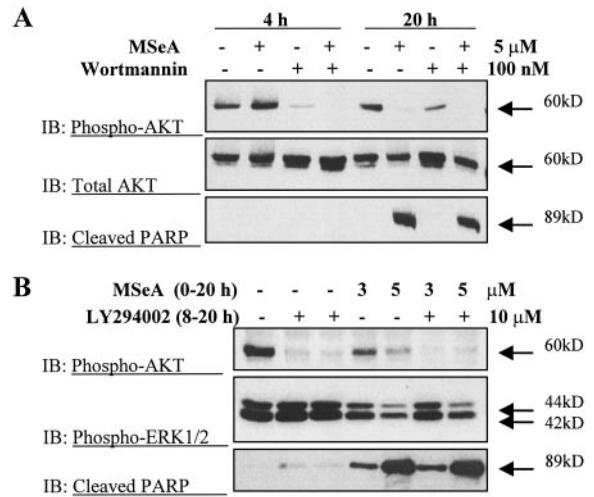 A
4 h 20 h
MSeA - + - + - + - + 5 µM
Wortmannin - - + + - - + + 100 nM
IB: Phospho-AKT 60kD
IB: Total AKT 60kD
IB: Cleaved PARP 89kD
B
MSeA (0-20 h) - - - 3 5 3 5 µM
LY294002 (8-20 h) - + + - - + + 10 µM
IB: Phospho-AKT 60kD
44kD
IB: Phospho-ERK1/2 42kD
IB: Cleaved PARP 89kD